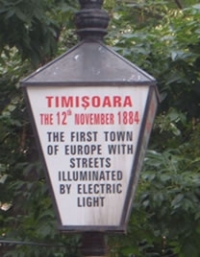 TIMIŞOARA
THE 12th NOVEMBER 1884
THE FIRST TOWN
OF EUROPE WITH
STREETS
ILLUMINATED
BY ELECTRIC
LIGHT